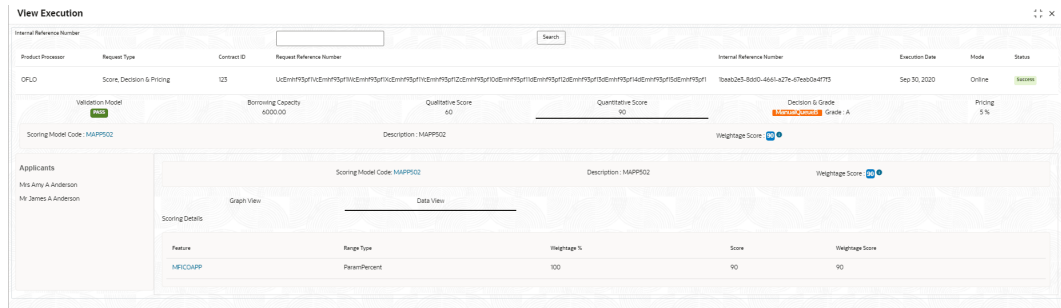 View Execution
Internal Reference Number
Search
Product Processor Request Type Contract ID Request Reference Number Internal Reference Number Execution Date Mode Status
OFLO Score, Decision & Pricing 123 UcEmhf93pf1VcEmhf93pf1WcEmhf93pf1XcEmhf93pf1YcEmhf93pf1ZcEmhf93pf10dEmhf93pf11dEmhf93pf12dEmhf93pf13dEmhf93pf14dEmhf93pf15dEmhf93pf1 1baab2e3-8dd0-4661-a27e-67eab0a4f7f3 Sep 30, 2020 Online Success
Validation Model Borrowing Capacity Qualitative Score Quantitative Score Decision & Grade Pricing
PASS 6000.00 60 90 Grade : A 5 %
Scoring Model Code : MAPP502 Description : MAPP502 Weightage Score : 90
Applicants
Mrs Amy A Anderson
Mr James A Anderson
Scoring Model Code: MAPP502 Description : MAPP502 Weightage Score : 90
Graph View Data View
Scoring Details
Feature Range Type Weightage % Score Weightage Score
MFICOAPP ParamPercent 100 90 90